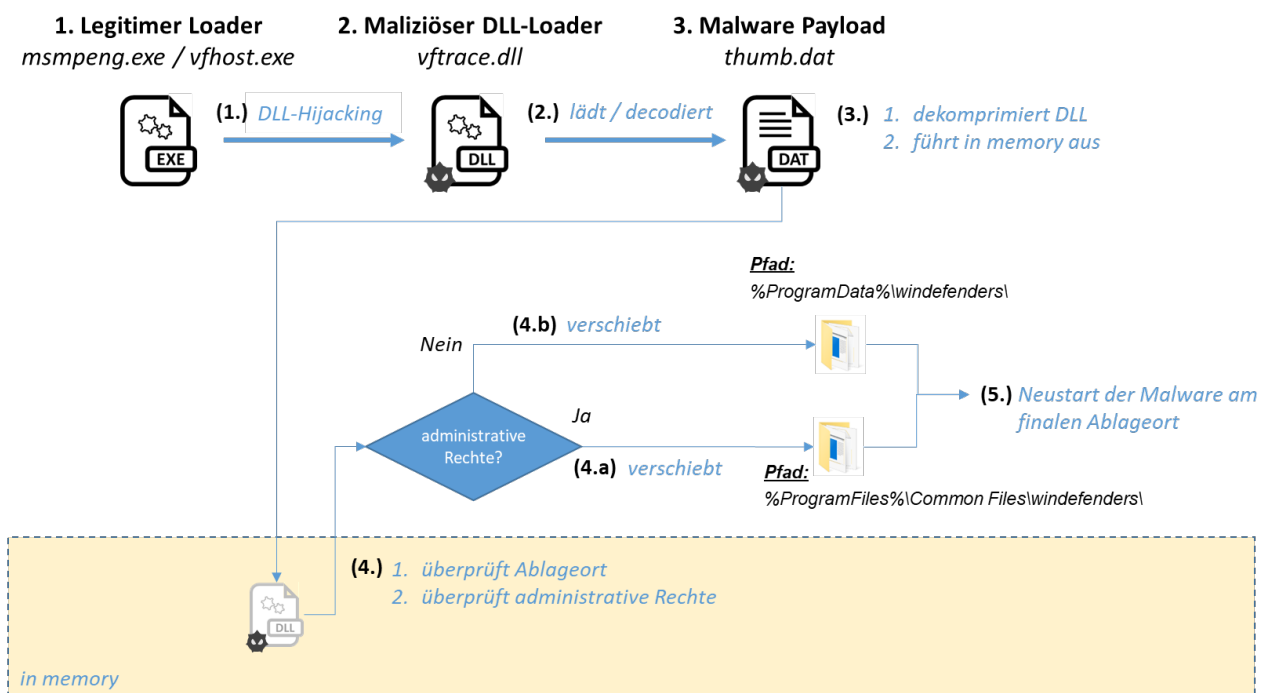 1. Legitimer Loader
msmpeng.exe / vfhost.exe
2. Maliziöser DLL-Loader
vftrace.dll
3. Malware Payload
thumb.dat
EXE
(1.) DLL-Hijacking
DLL
(2.) lädt / decodiert
DAT
(3.) 1. dekomprimiert DLL
2. führt in memory aus
Pfad:
%ProgramData%\windefenders\
(4.b) verschiebt
Nein
administrative
Rechte?
Ja
(4.a) verschiebt
Pfad:
%ProgramFiles%\Common Files\windefenders\
(5.) Neustart der Malware am
finalen Ablageort
(4.) 1. überprüft Ablageort
2. überprüft administrative Rechte
DLL
in memory